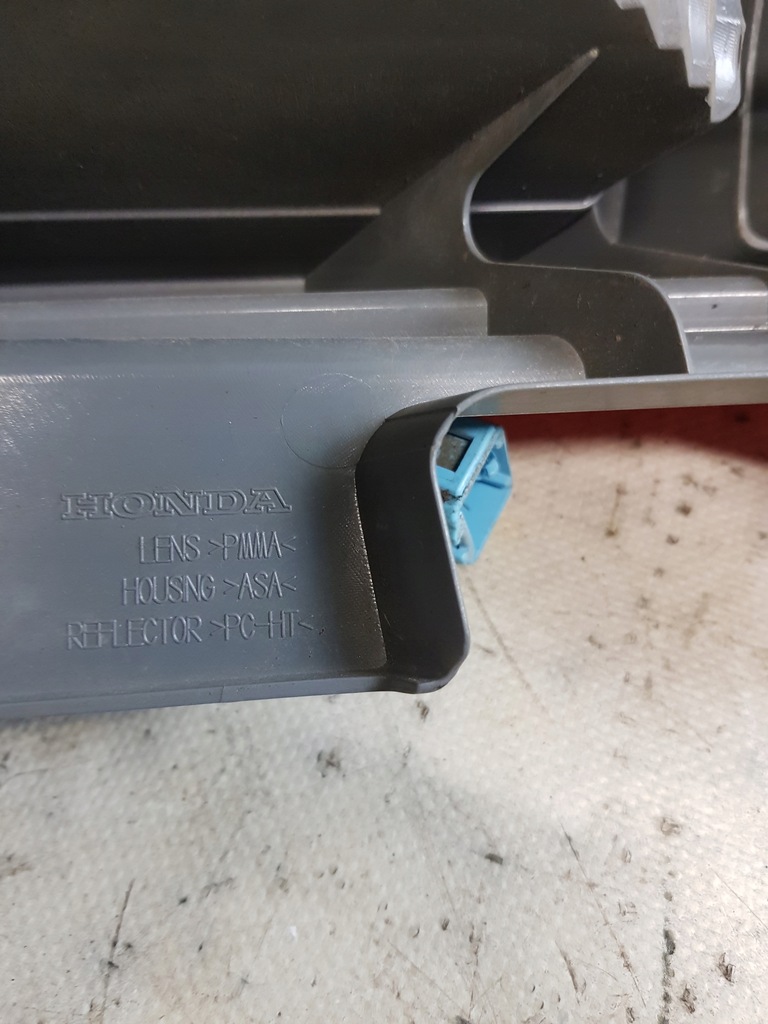 HONDA
LENS >PMMA<
HOUSNG >ASA<
REFLECTOR >PC-HT<